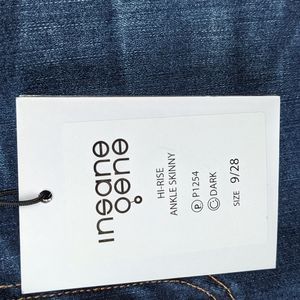 insane
gene
HI-RISE
ANKLE SKINNY
Ⓟ P1254
Ⓒ DARK
SIZE 9/28